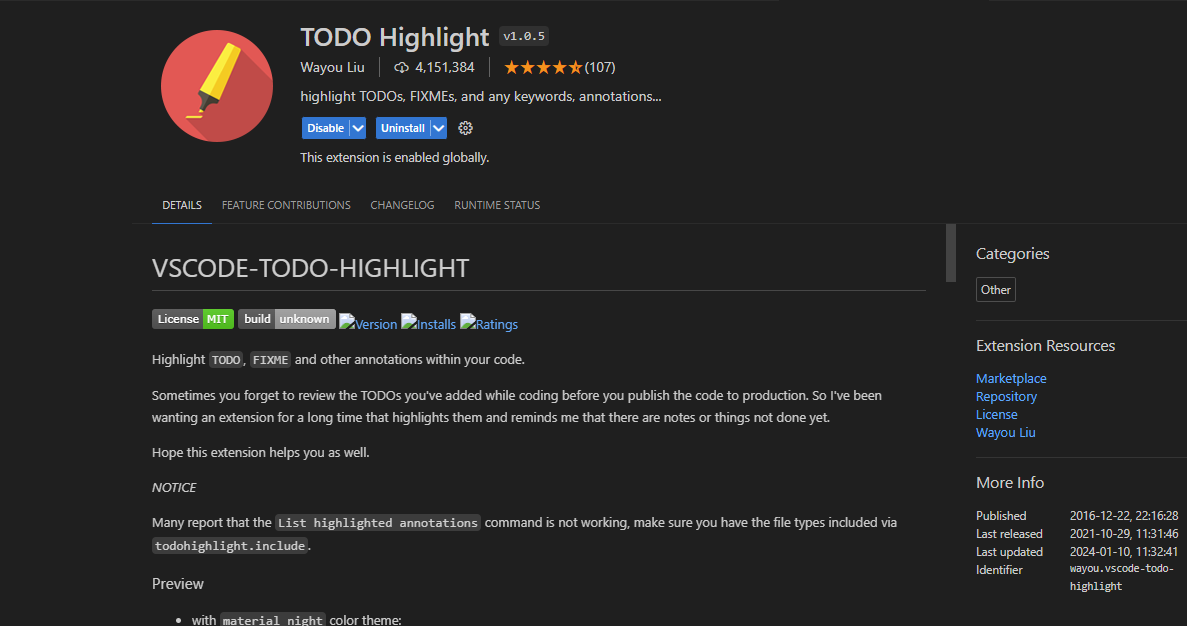 TODO Highlight v1.0.5
Wayou Liu 4,151,384 (107)
highlight TODOs, FIXMEs, and any keywords, annotations...
Disable Uninstall
This extension is enabled globally.
DETAILS FEATURE CONTRIBUTIONS CHANGELOG RUNTIME STATUS
VSCODE-TODO-HIGHLIGHT
License MIT build unknown Version Installs Ratings
Highlight TODO, FIXME and other annotations within your code.
Sometimes you forget to review the TODOs you've added while coding before you publish the code to production. So I've been
wanting an extension for a long time that highlights them and reminds me that there are notes or things not done yet.
Hope this extension helps you as well.
NOTICE
Many report that the List highlighted annotations command is not working, make sure you have the file types included via
todohighlight.include.
Preview
• with material night color theme:
Categories
Other
Extension Resources
Marketplace
Repository
License
Wayou Liu
More Info
Published 2016-12-22, 22:16:28
Last released 2021-10-29, 11:31:46
Last updated 2024-01-10, 11:32:41
Identifier wayou.vscode-todo-
highlight